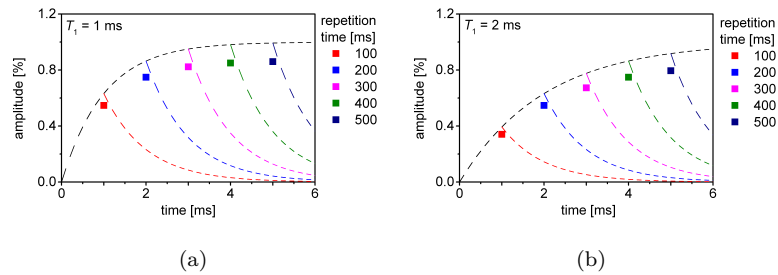 T1 = 1 ms
repetition
time [ms]
100
200
300
400
500
amplitude [%]
1.2
0.8
0.4
0.0
0 2 4 6
time [ms]
(a)
T1 = 2 ms
repetition
time [ms]
100
200
300
400
500
amplitude [%]
1.2
0.8
0.4
0.0
0 2 4 6
time [ms]
(b)